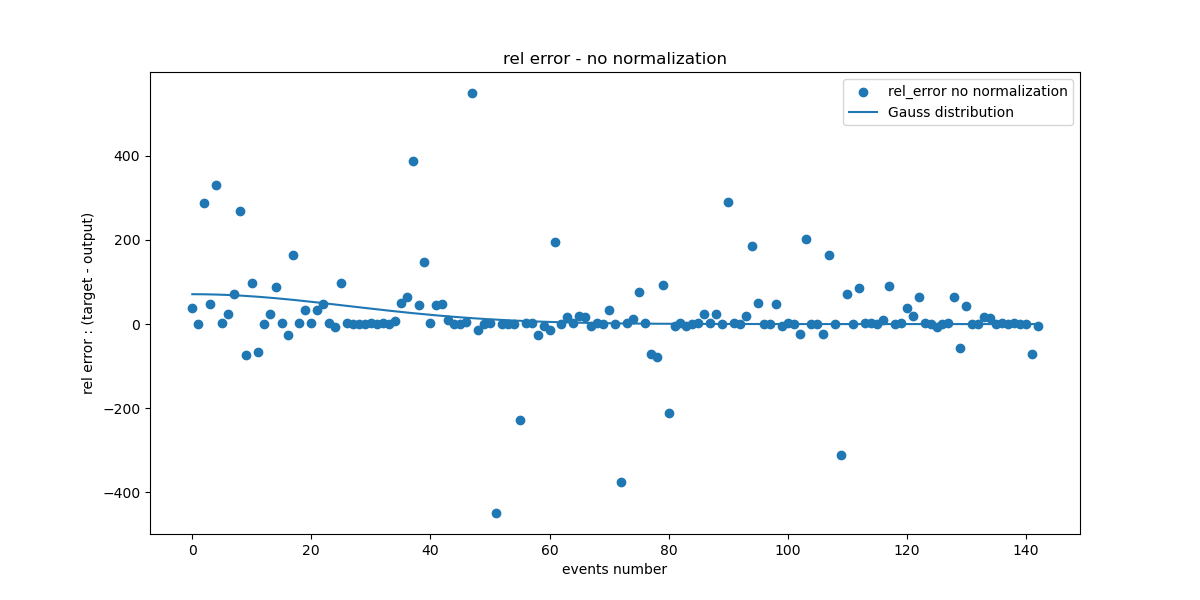 rel error - no normalization
rel_error no normalization
Gauss distribution
rel error : (target - output)
400
200
0
−200
−400
0 20 40 60 80 100 120 140
events number